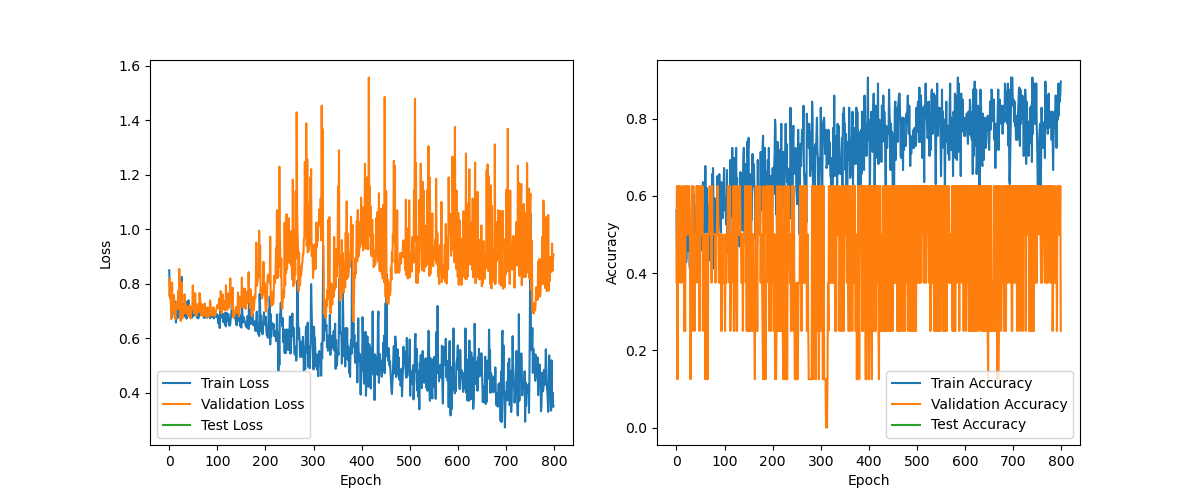 Loss
1.6
1.4
1.2
1.0
0.8
0.6
0.4
Train Loss
Validation Loss
Test Loss
0 100 200 300 400 500 600 700 800
Epoch
Accuracy
0.8
0.6
0.4
0.2
0.0
Train Accuracy
Validation Accuracy
Test Accuracy
0 100 200 300 400 500 600 700 800
Epoch